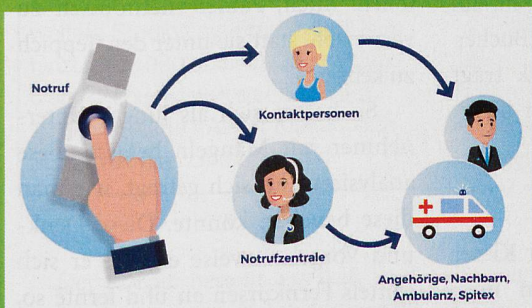 Notruf
Kontaktpersonen
Notrufzentrale
Angehörige, Nachbarn,
Ambulanz, Spitex